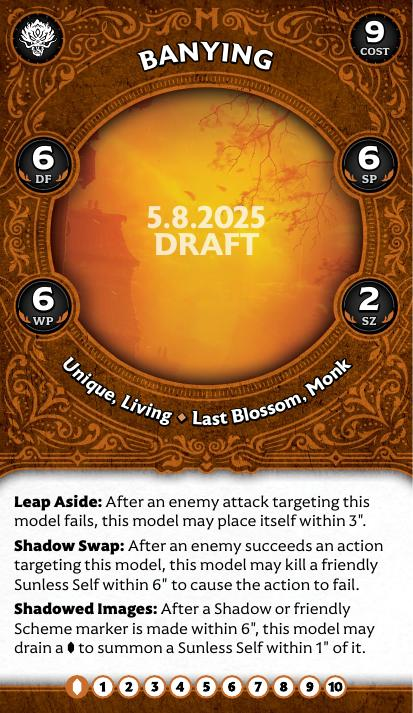 BANYING
9
COST
6
DF
6
SP
5.8.2025
DRAFT
6
WP
2
SZ
Unique, Living ◆ Last Blossom, Monk
Leap Aside: After an enemy attack targeting this
model fails, this model may place itself within 3".
Shadow Swap: After an enemy succeeds an action
targeting this model, this model may kill a friendly
Sunless Self within 6" to cause the action to fail.
Shadowed Images: After a Shadow or friendly
Scheme marker is made within 6", this model may
drain a ⬮ to summon a Sunless Self within 1" of it.
1 2 3 4 5 6 7 8 9 10